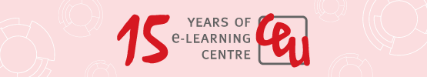 15
YEARS OF
e-LEARNING
CENTRE
ceu